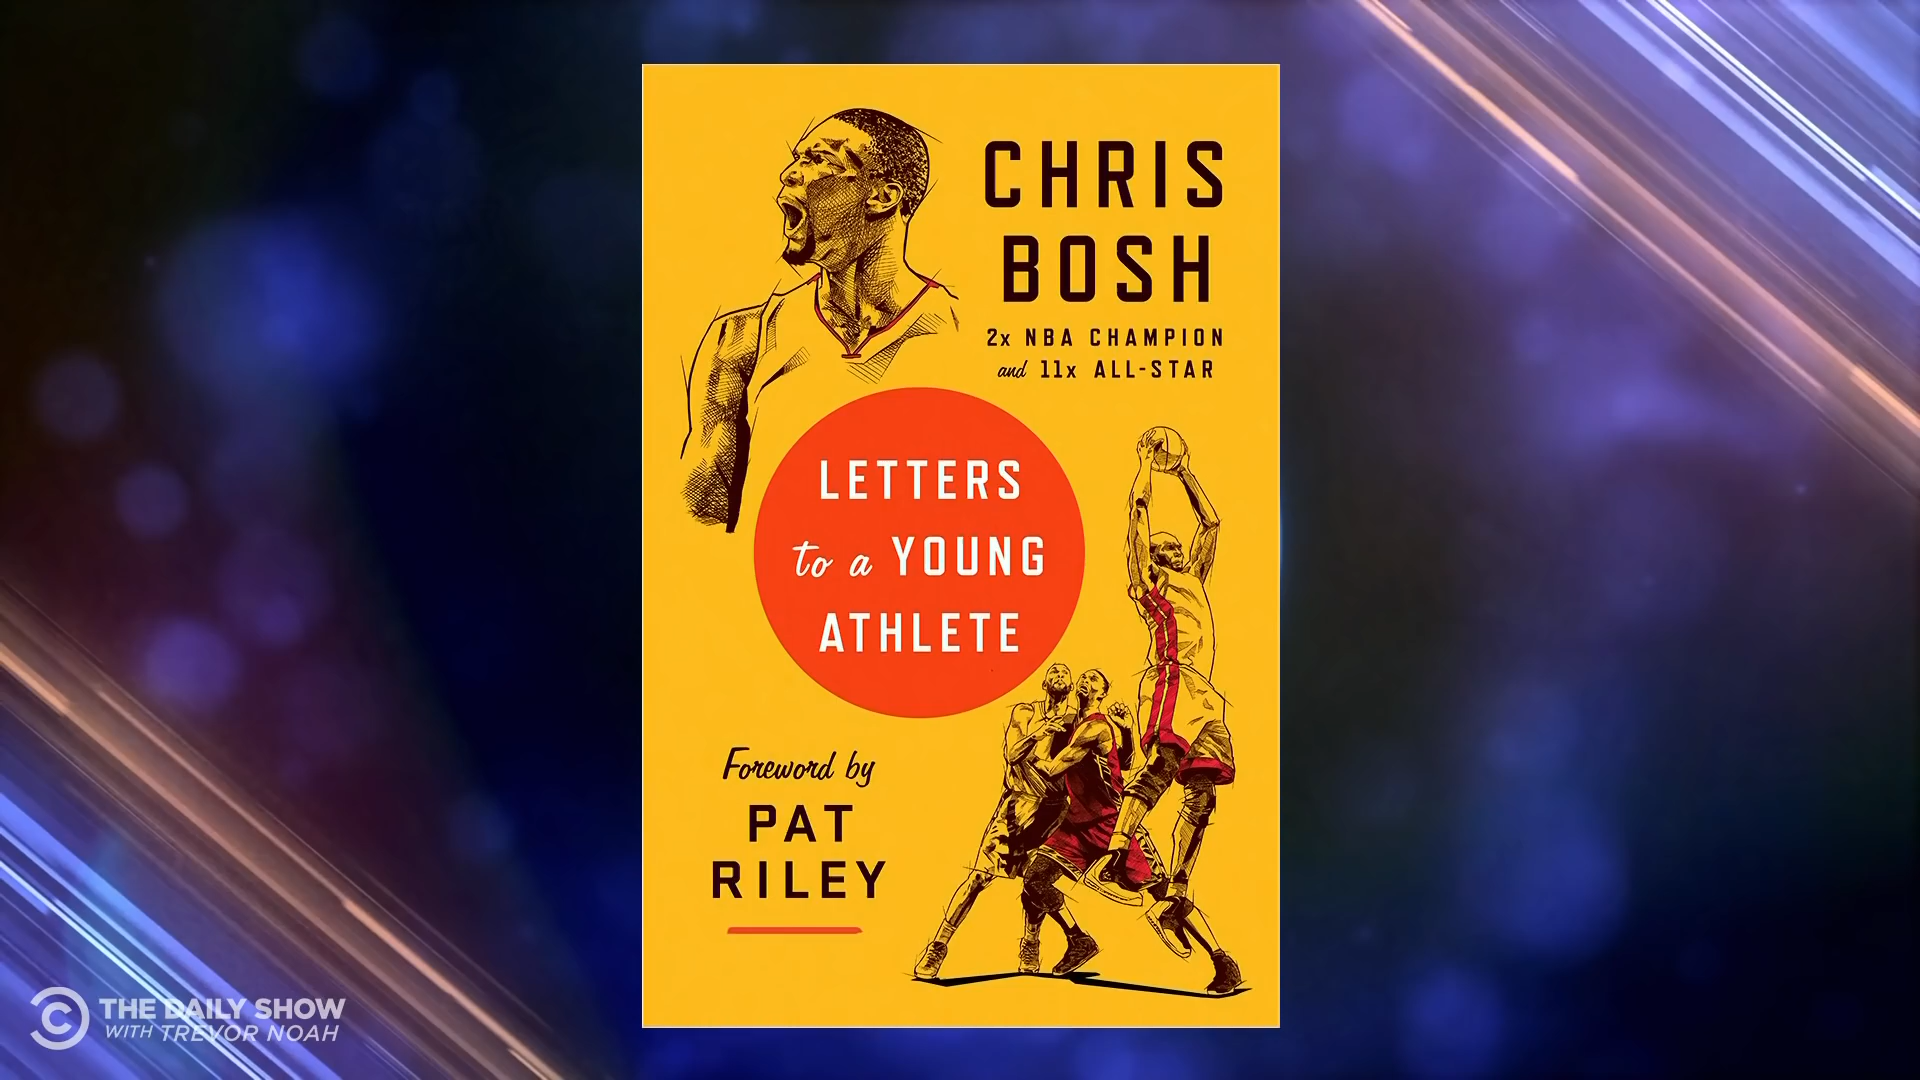 CHRIS
BOSH
2x NBA CHAMPION
and 11x ALL-STAR
LETTERS
to a YOUNG
ATHLETE
Foreword by
PAT
RILEY
THE DAILY SHOW
WITH TREVOR NOAH